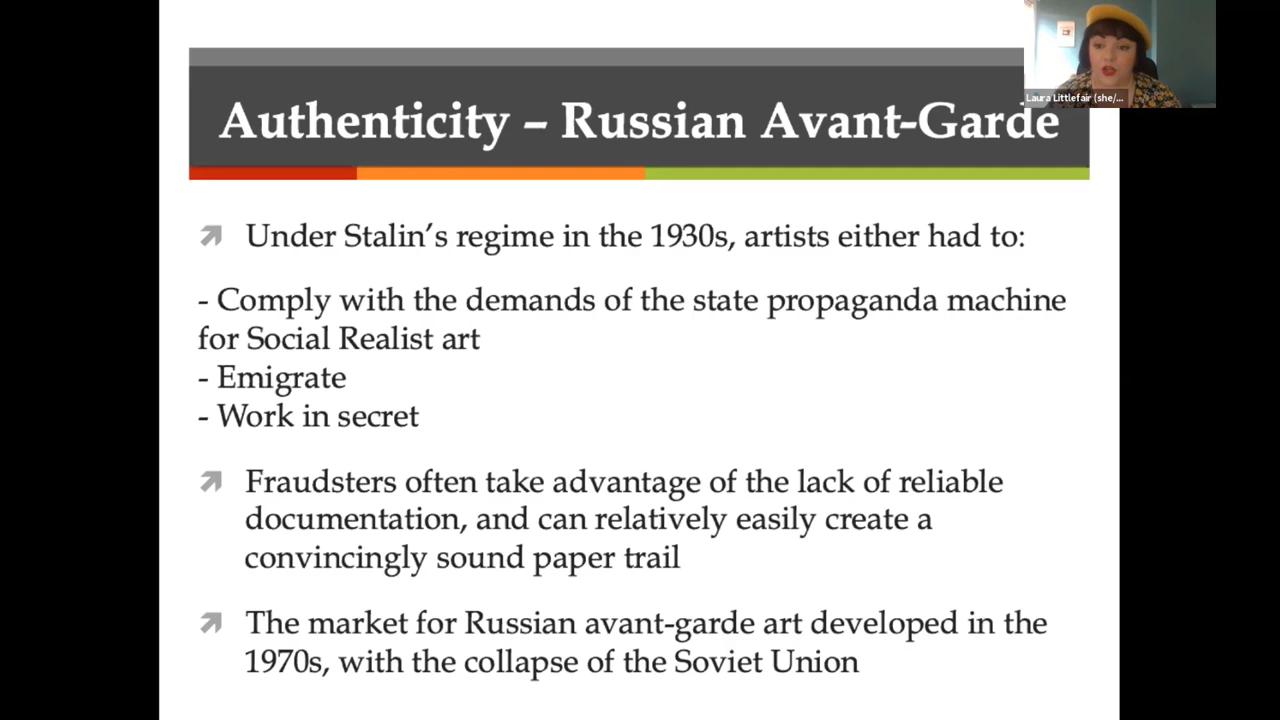 Laura Littlefair (she/...
Authenticity – Russian Avant-Garde
Under Stalin’s regime in the 1930s, artists either had to:
- Comply with the demands of the state propaganda machine
for Social Realist art
- Emigrate
- Work in secret
Fraudsters often take advantage of the lack of reliable
documentation, and can relatively easily create a
convincingly sound paper trail
The market for Russian avant-garde art developed in the
1970s, with the collapse of the Soviet Union